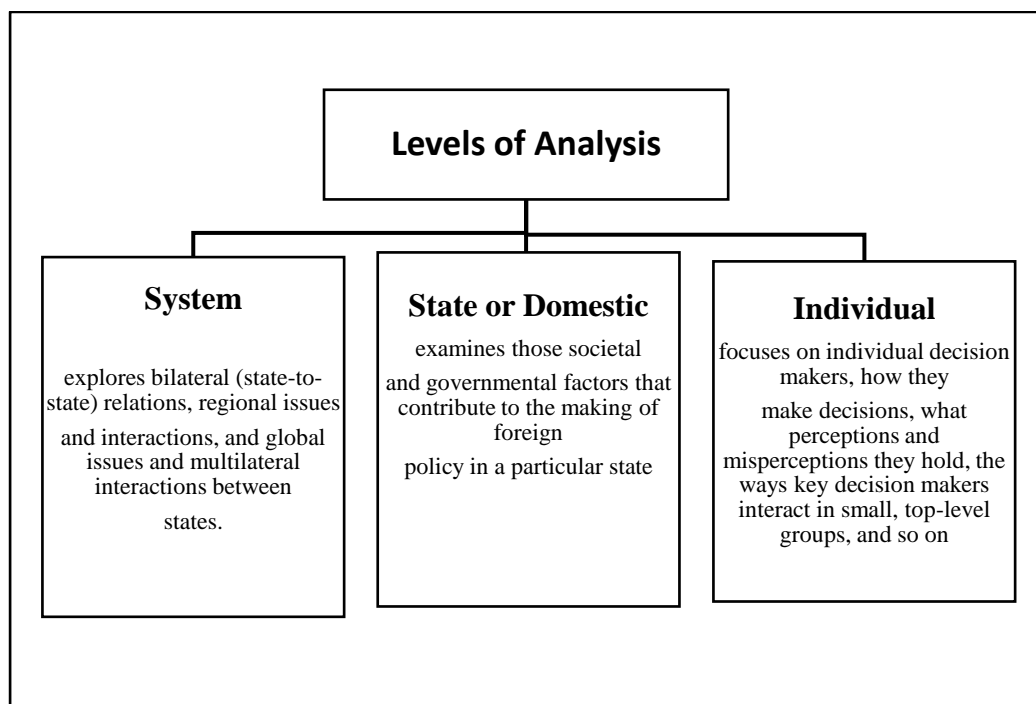 Levels of Analysis
System
explores bilateral (state-to-
state) relations, regional issues
and interactions, and global
issues and multilateral
interactions between
states.
State or Domestic
examines those societal
and governmental factors that
contribute to the making of
foreign
policy in a particular state
Individual
focuses on individual decision
makers, how they
make decisions, what
perceptions and
misperceptions they hold, the
ways key decision makers
interact in small, top-level
groups, and so on